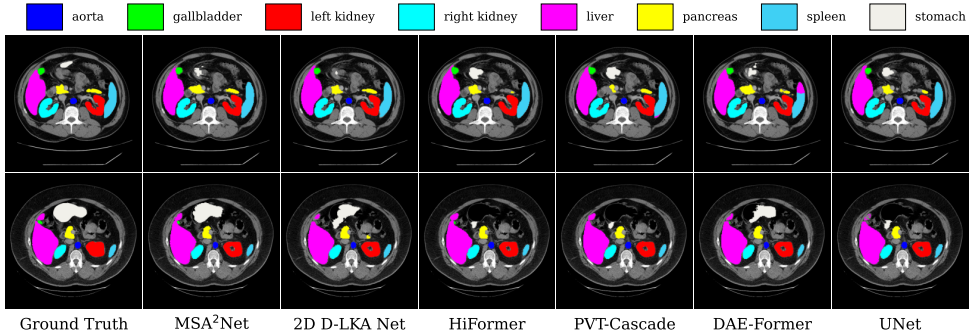 aorta gallbladder left kidney right kidney liver pancreas spleen stomach
Ground Truth MSA²Net 2D D-LKA Net HiFormer PVT-Cascade DAE-Former UNet